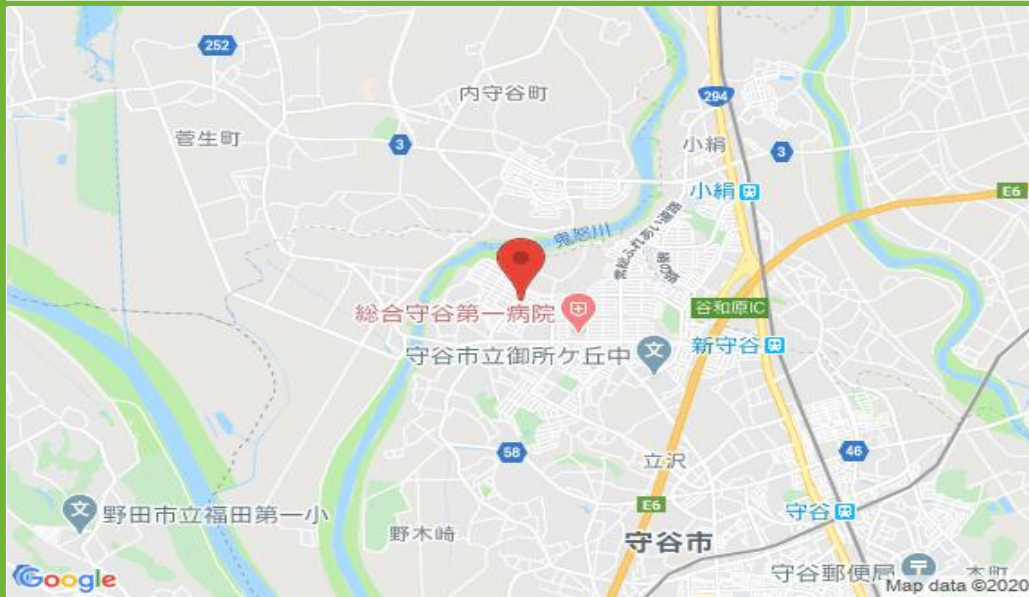 252
内守谷町
294
菅生町
3
小絹
3
小絹
E6
鬼怒川
常総ふれあい道路
総合守谷第一病院
谷和原IC
守谷市立御所ケ丘中
新守谷
56
立沢
46
E6
野田市立福田第一小
守谷
野木崎
守谷市
守谷郵便局
本町
Google
Map data ©2020